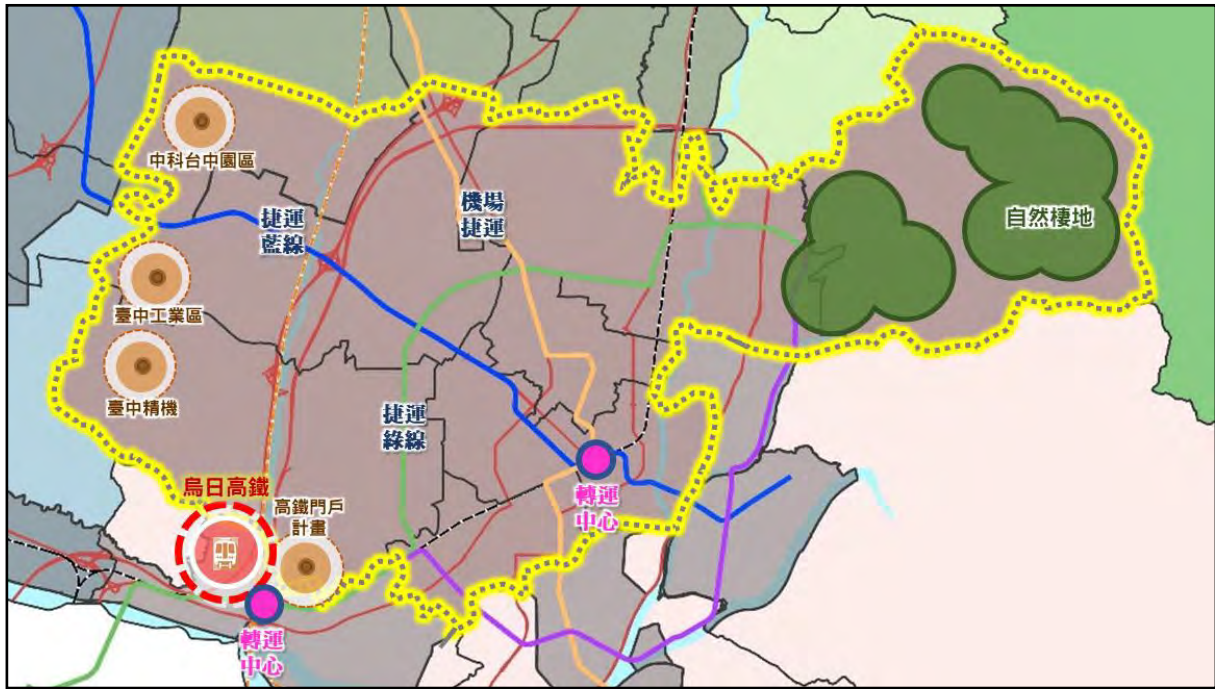 中科台中園區
捷運
藍線
機場
捷運
自然棲地
臺中工業區
臺中精機
捷運
綠線
烏日高鐵
高鐵門戶
計畫
轉運
中心
轉運
中心